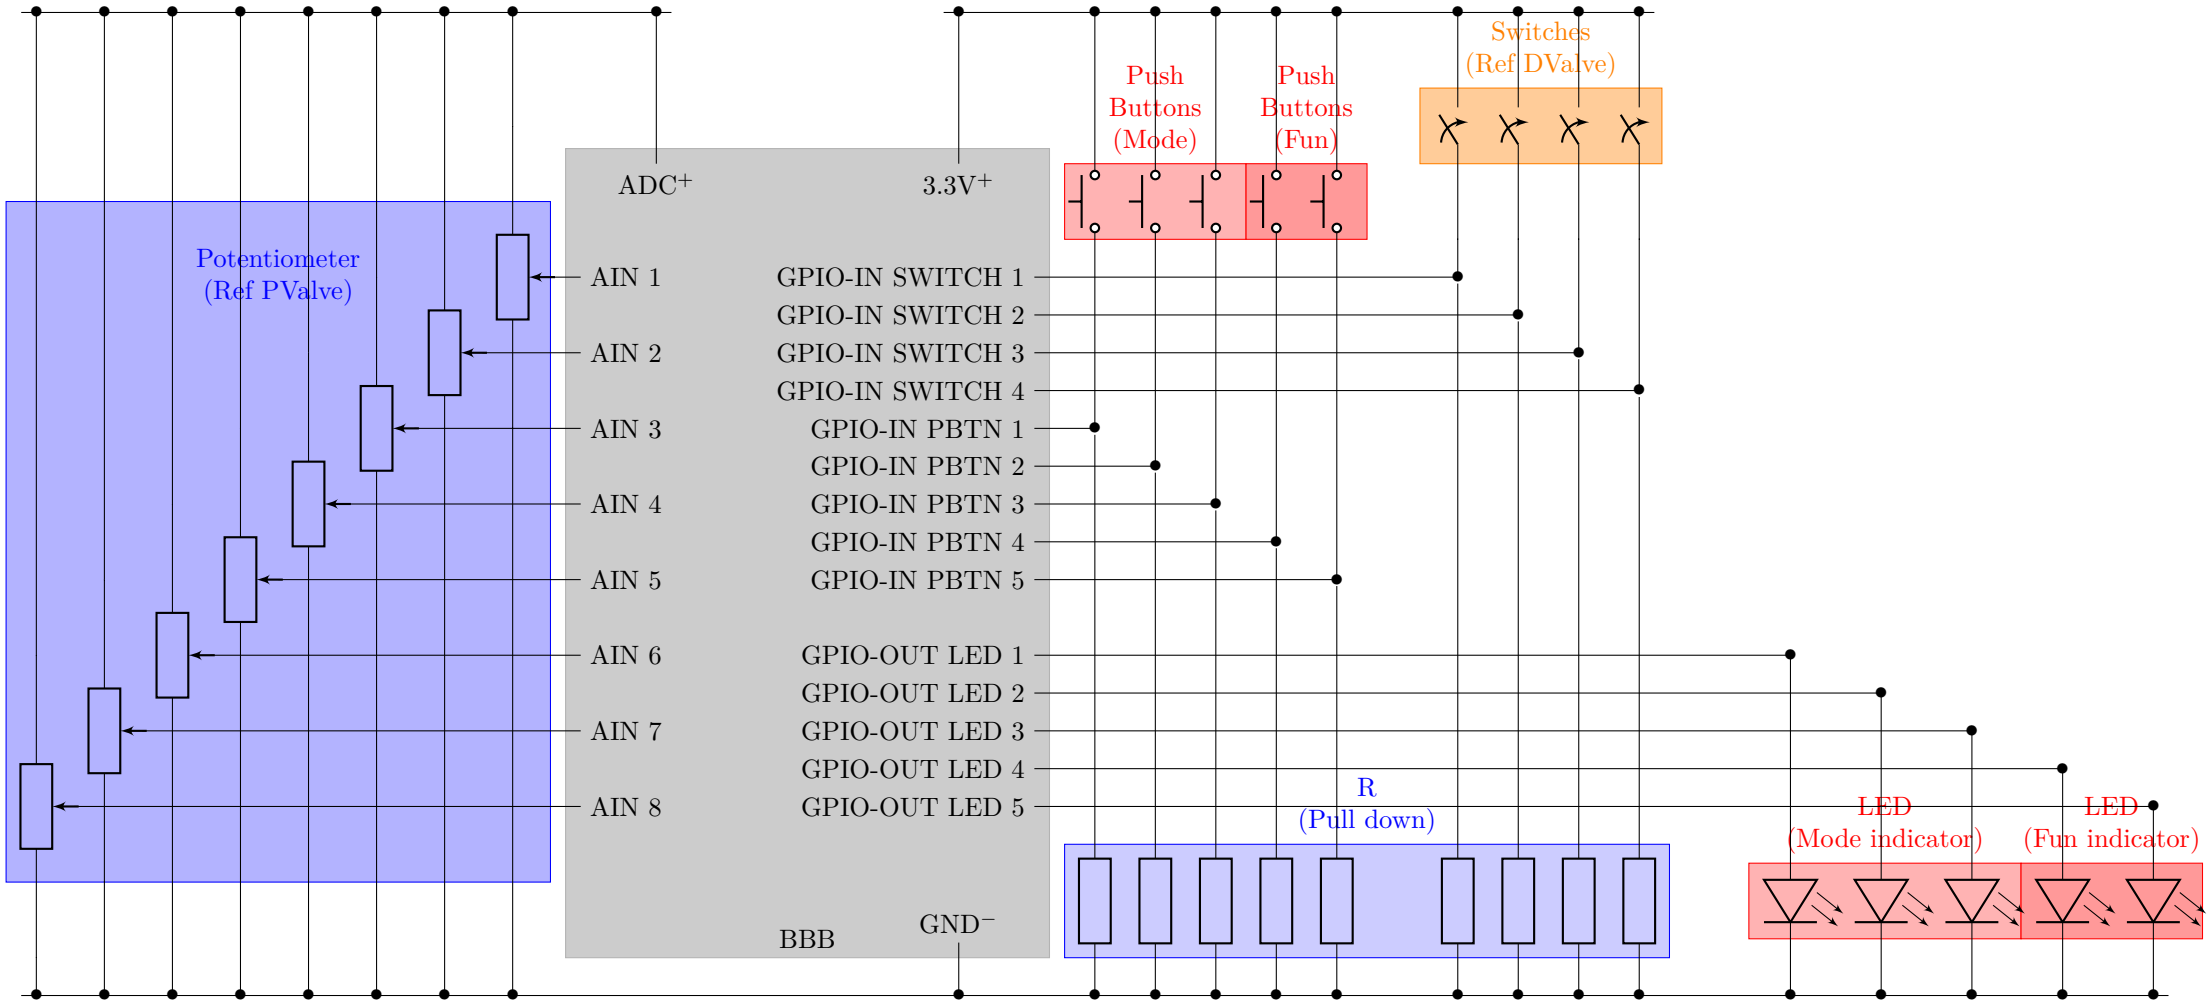 Switches
(Ref DValve)
Push
Buttons
(Mode)
Push
Buttons
(Fun)
ADC+
3.3V+
Potentiometer
(Ref PValve)
AIN 1
AIN 2
AIN 3
AIN 4
AIN 5
AIN 6
AIN 7
AIN 8
GPIO-IN SWITCH 1
GPIO-IN SWITCH 2
GPIO-IN SWITCH 3
GPIO-IN SWITCH 4
GPIO-IN PBTN 1
GPIO-IN PBTN 2
GPIO-IN PBTN 3
GPIO-IN PBTN 4
GPIO-IN PBTN 5
GPIO-OUT LED 1
GPIO-OUT LED 2
GPIO-OUT LED 3
GPIO-OUT LED 4
GPIO-OUT LED 5
R
(Pull down)
LED
(Mode indicator)
LED
(Fun indicator)
GND−
BBB